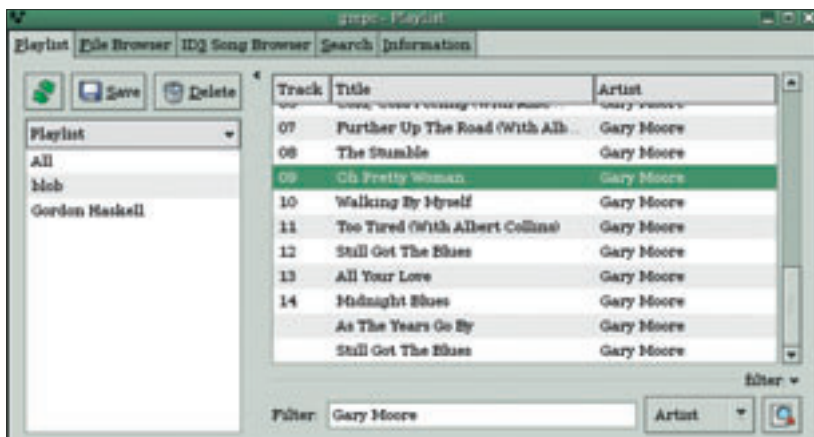 gmpc - Playlist
Playlist File Browser ID3 Song Browser Search Information
Save Delete
Playlist
All
blob
Gordon Haskell
Track Title Artist
07 Further Up The Road (With Alb... Gary Moore
08 The Stumble Gary Moore
09 Oh Pretty Woman Gary Moore
10 Walking By Myself Gary Moore
11 Too Tired (With Albert Collins) Gary Moore
12 Still Got The Blues Gary Moore
13 All Your Love Gary Moore
14 Midnight Blues Gary Moore
As The Years Go By Gary Moore
Still Got The Blues Gary Moore
filter
Filter Gary Moore Artist